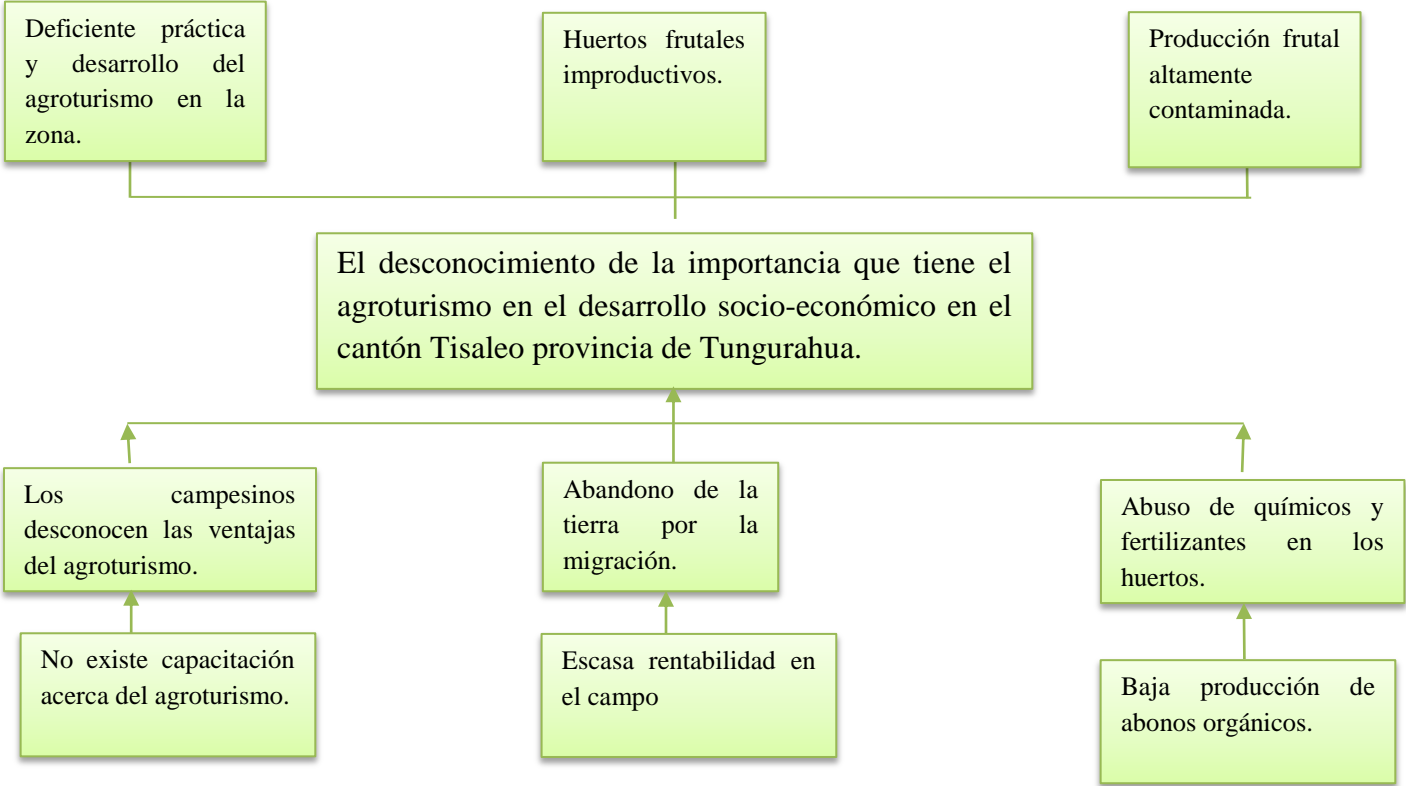 Deficiente práctica
y desarrollo del
agroturismo en la
zona.
Huertos frutales
improductivos.
Producción frutal
altamente
contaminada.
El desconocimiento de la importancia que tiene el
agroturismo en el desarrollo socio-económico en el
cantón Tisaleo provincia de Tungurahua.
Los campesinos
desconocen las ventajas
del agroturismo.
Abandono de la
tierra por la
migración.
Abuso de químicos y
fertilizantes en los
huertos.
No existe capacitación
acerca del agroturismo.
Escasa rentabilidad en
el campo
Baja producción de
abonos orgánicos.